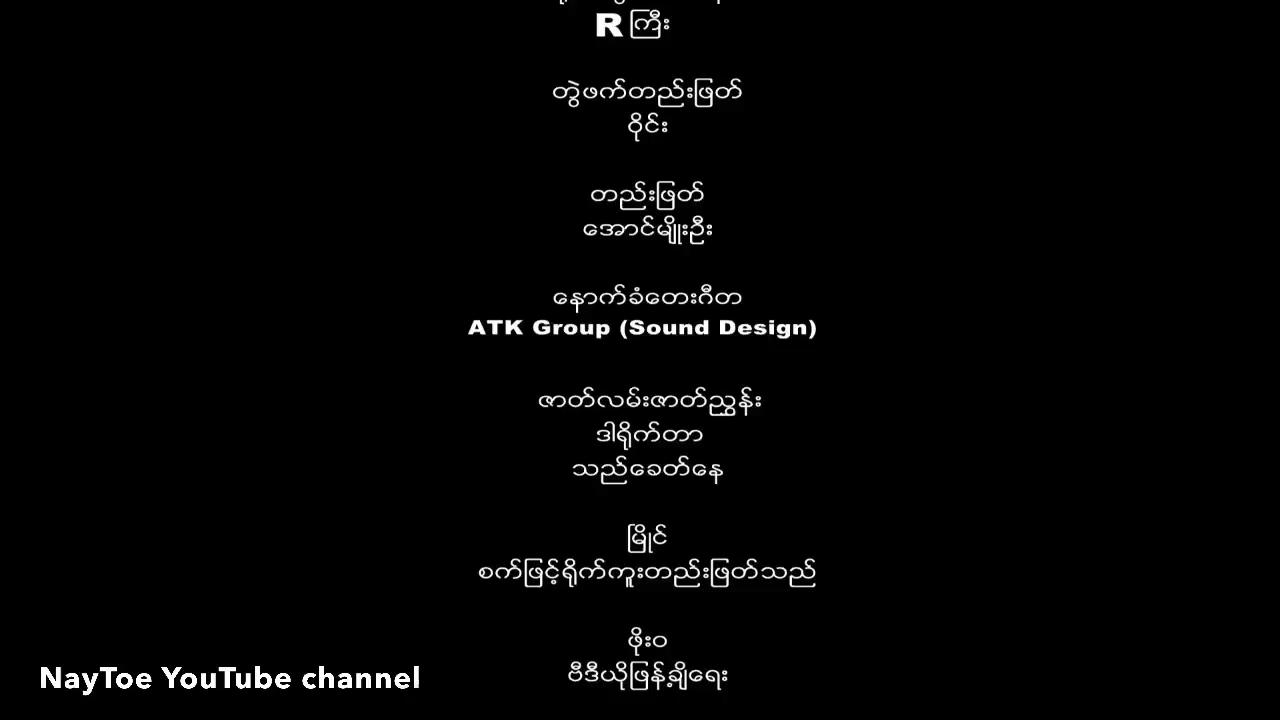 R ကြီး
တွဲဖက်တည်းဖြတ်
ဝိုင်း
တည်းဖြတ်
အောင်မျိုးဦး
နောက်ခံတေးဂီတ
ATK Group (Sound Design)
ဇာတ်လမ်းဇာတ်ညွှန်း
ဒါရိုက်တာ
သည်ခေတ်နေ
မြိုင်
စက်ဖြင့်ရိုက်ကူးတည်းဖြတ်သည်
ဖိုးဝ
ဗီဒီယိုဖြန့်ချိရေး
NayToe YouTube channel